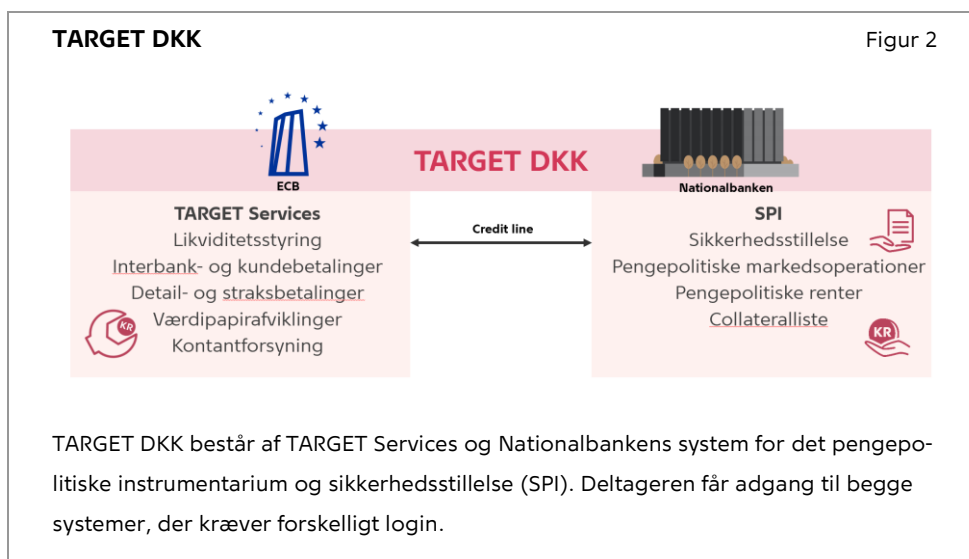 TARGET DKK
Figur 2
TARGET DKK
ECB
Nationalbanken
TARGET Services
Likviditetsstyring
Interbank- og kundebetalinger
Detail- og straksbetalinger
Værdipapirafviklinger
Kontantforsyning
KR
Credit line
SPI
Sikkerhedsstillelse
Pengepolitiske markedsoperationer
Pengepolitiske renter
Collateralliste
KR
TARGET DKK består af TARGET Services og Nationalbankens system for det pengepo-
litiske instrumentarium og sikkerhedsstillelse (SPI). Deltageren får adgang til begge
systemer, der kræver forskelligt login.